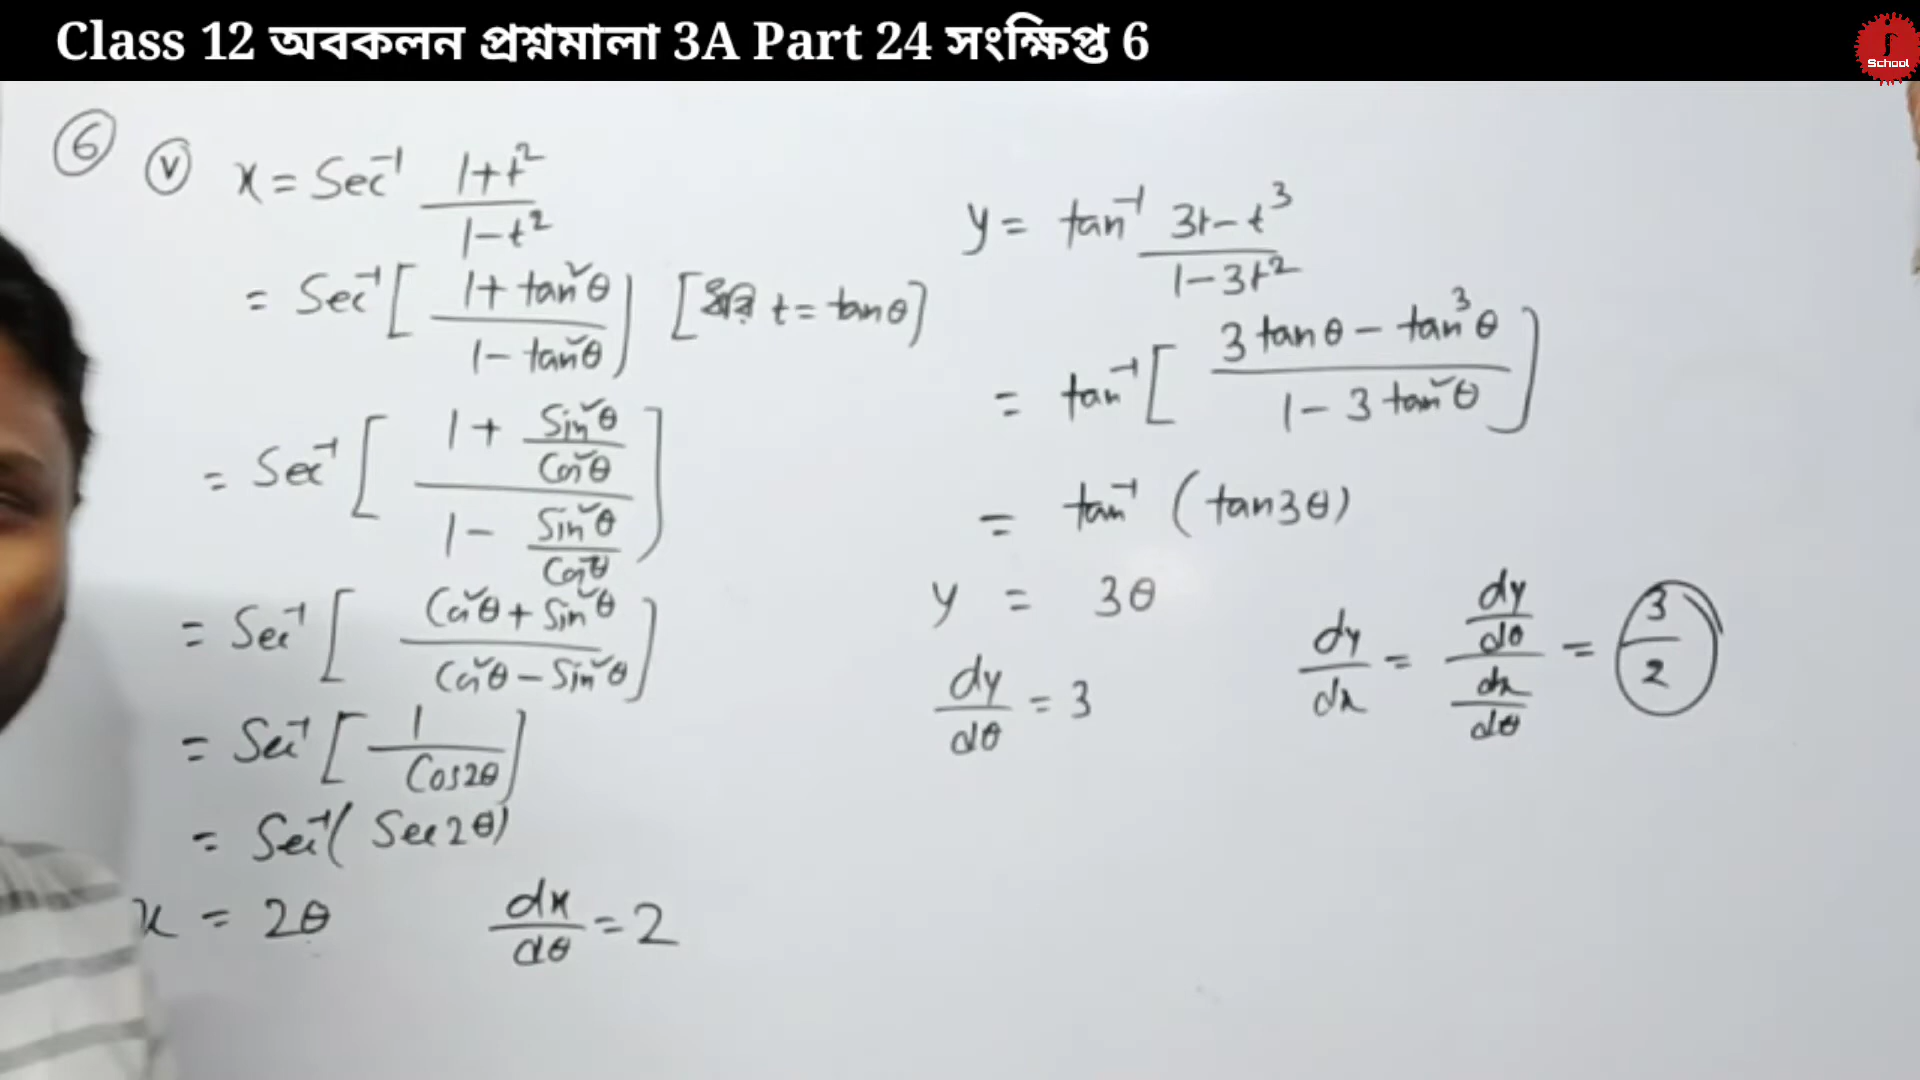 Class 12 অবকলন প্রশ্নমালা 3A Part 24 সংক্ষিপ্ত 6
School
6
v x = Sec⁻¹ (1+t²)/(1-t²)
= Sec⁻¹ [ (1+tan²θ)/(1-tan²θ) ] [ধরি t = tanθ]
= Sec⁻¹ [ (1 + Sin²θ/Cos²θ)/(1 - Sin²θ/Cos²θ) ]
= Sec⁻¹ [ (Cos²θ + Sin²θ)/(Cos²θ - Sin²θ) ]
= Sec⁻¹ [ 1/Cos2θ ]
= Sec⁻¹( Sec2θ)
x = 2θ dx/dθ = 2
y = tan⁻¹ (3t - t³)/(1-3t²)
= tan⁻¹ [ (3tanθ - tan³θ)/(1 - 3tan²θ) ]
= tan⁻¹ (tan3θ)
y = 3θ
dy/dθ = 3
dy/dx = (dy/dθ)/(dx/dθ) = 3/2